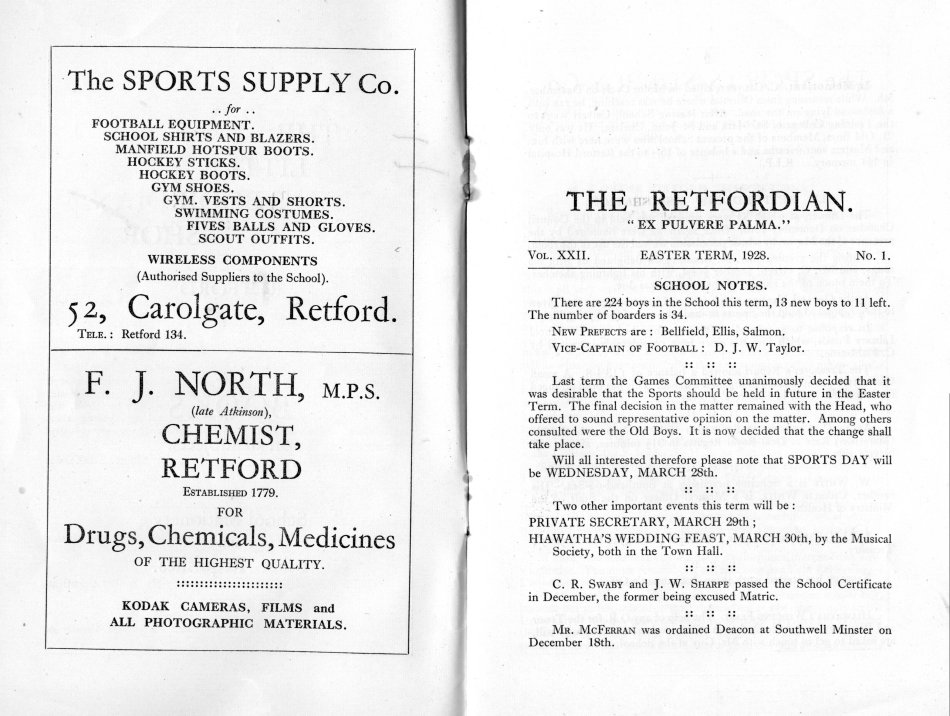 The SPORTS SUPPLY Co.
.. for ..
FOOTBALL EQUIPMENT.
SCHOOL SHIRTS AND BLAZERS.
MANFIELD HOTSPUR BOOTS.
HOCKEY STICKS.
HOCKEY BOOTS.
GYM SHOES.
GYM. VESTS AND SHORTS.
SWIMMING COSTUMES.
FIVES BALLS AND GLOVES.
SCOUT OUTFITS.
WIRELESS COMPONENTS
(Authorised Suppliers to the School).
52, Carolgate, Retford.
TELE. : Retford 134.
F. J. NORTH, M.P.S.
(late Atkinson),
CHEMIST,
RETFORD
ESTABLISHED 1779.
FOR
Drugs, Chemicals, Medicines
OF THE HIGHEST QUALITY.
KODAK CAMERAS, FILMS and
ALL PHOTOGRAPHIC MATERIALS.
THE RETFORDIAN.
"EX PULVERE PALMA."
VOL. XXII. EASTER TERM, 1928. No. 1.
SCHOOL NOTES.
There are 224 boys in the School this term, 13 new boys to 11 left.
The number of boarders is 34.
NEW PREFECTS are : Bellfield, Ellis, Salmon.
VICE-CAPTAIN OF FOOTBALL : D. J. W. Taylor.
:: :: ::
Last term the Games Committee unanimously decided that it
was desirable that the Sports should be held in future in the Easter
Term. The final decision in the matter remained with the Head, who
offered to sound representative opinion on the matter. Among others
consulted were the Old Boys. It is now decided that the change shall
take place.
Will all interested therefore please note that SPORTS DAY will
be WEDNESDAY, MARCH 28th.
:: :: ::
Two other important events this term will be :
PRIVATE SECRETARY, MARCH 29th ;
HIAWATHA'S WEDDING FEAST, MARCH 30th, by the Musical
Society, both in the Town Hall.
:: :: ::
C. R. SWABY and J. W. SHARPE passed the School Certificate
in December, the former being excused Matric.
:: :: ::
MR. MCFERRAN was ordained Deacon at Southwell Minster on
December 18th.